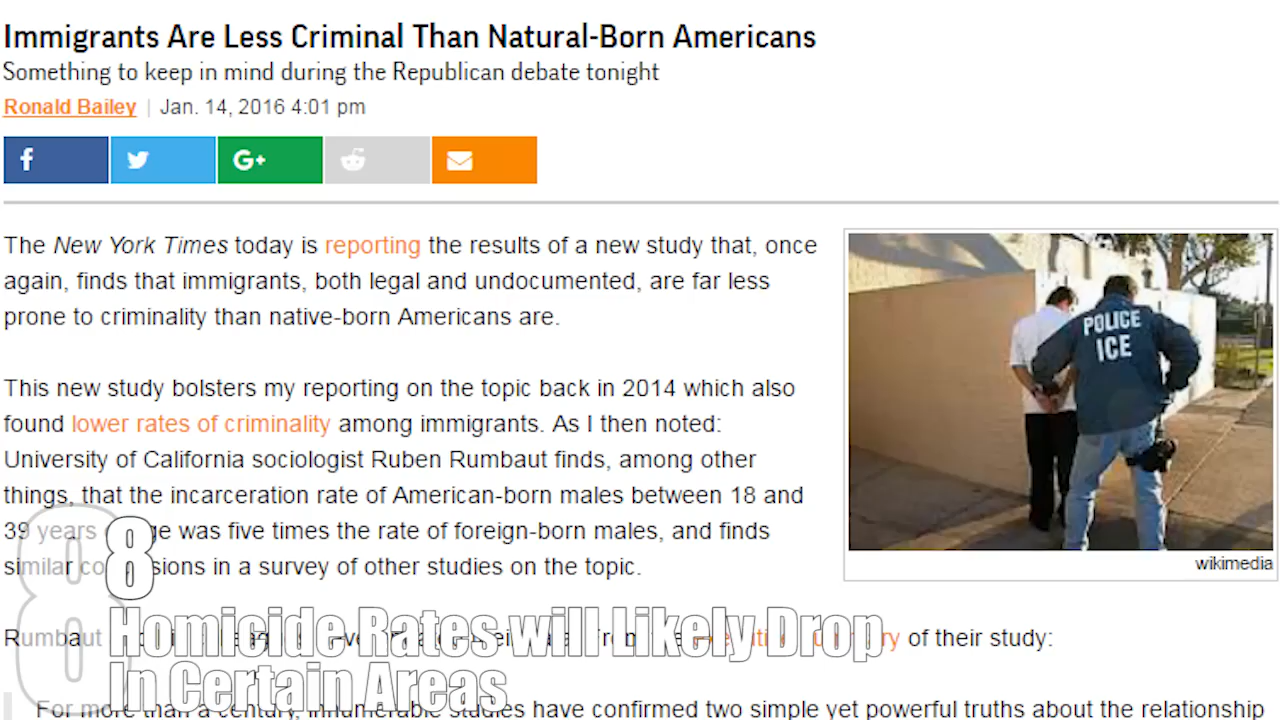 Immigrants Are Less Criminal Than Natural-Born Americans
Something to keep in mind during the Republican debate tonight
Ronald Bailey | Jan. 14, 2016 4:01 pm
f G+
The New York Times today is reporting the results of a new study that, once
again, finds that immigrants, both legal and undocumented, are far less
prone to criminality than native-born Americans are.
This new study bolsters my reporting on the topic back in 2014 which also
found lower rates of criminality among immigrants. As I then noted:
University of California sociologist Ruben Rumbaut finds, among other
things, that the incarceration rate of American-born males between 18 and
39 years was five times the rate of foreign-born males, and finds
similar in a survey of other studies on the topic.
POLICE
ICE
wikimedia
8
8
Rumbaut of their study:
Homicide Rates will Likely Drop
In Certain Areas
For more than a century, innumerable studies have confirmed two simple yet powerful truths about the relationship